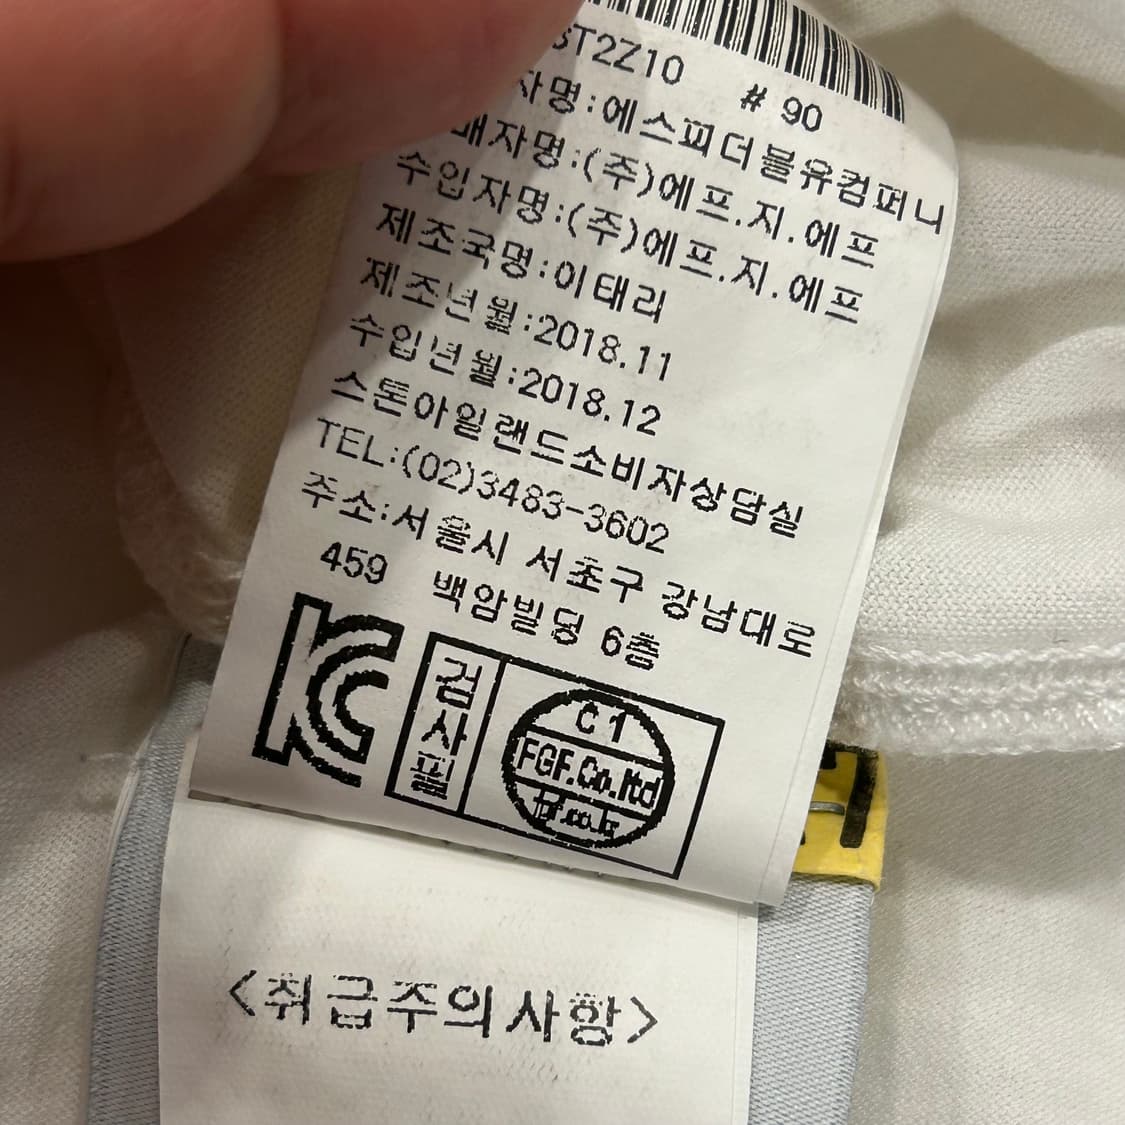 ST2Z10 # 90
자명:에스피더블유컴퍼니
매자명:(주)에프.지.에프
수입자명:(주)에프.지.에프
제조국명:이태리
제조년월:2018.11
수입년월:2018.12
스톤아일랜드소비자상담실
TEL:(02)3483-3602
주소:서울시 서초구 강남대로
459 백암빌딩 6층
검사필
C 1
FGF.Co.ltd
fgf.co.kr
<취급주의사항>